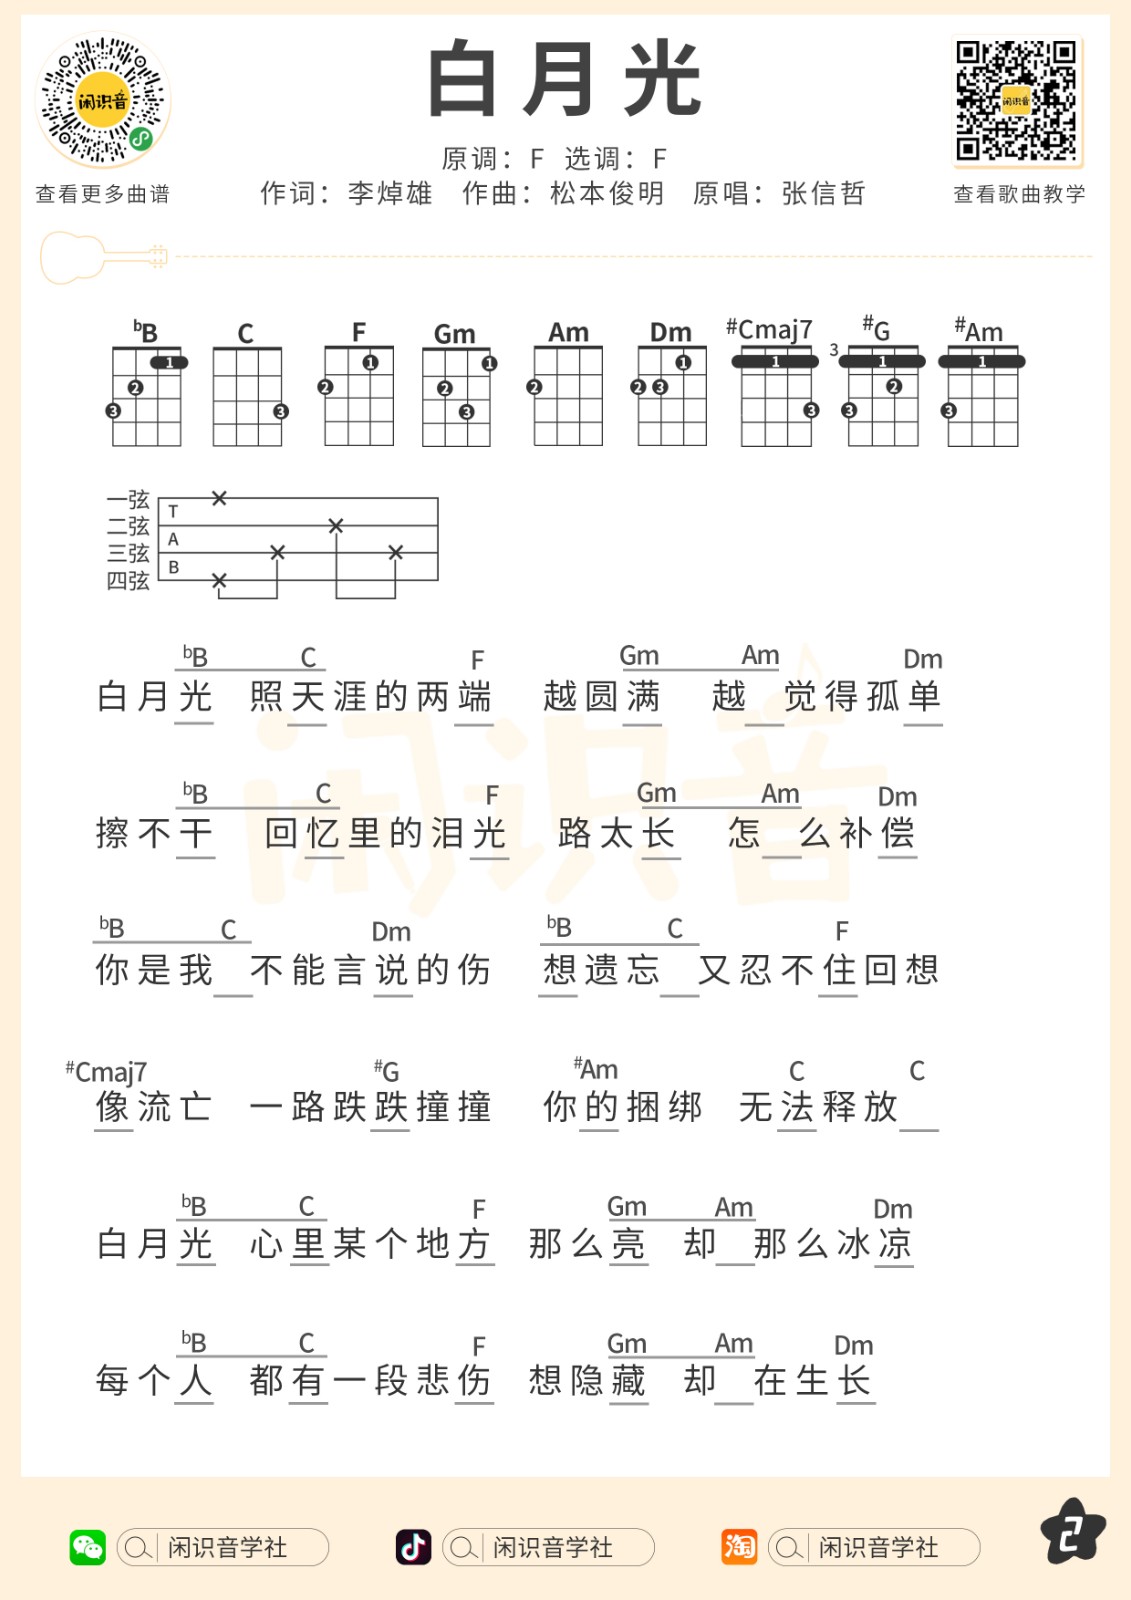 白月光
原调：F 选调：F
作词：李焯雄 作曲：松本俊明 原唱：张信哲
闲识音
查看更多曲谱
闲识音
查看歌曲教学
bB C F Gm Am Dm #Cmaj7 #G #Am
1 2 3
3
1 2
1 2 3
2
1 2 3
1 3
3 1 2 3
1 3
一弦 T
二弦 A
三弦 B
四弦
bB C F Gm Am Dm
白月光 照天涯的两端 越圆满 越 觉得孤单
bB C F Gm Am Dm
擦不干 回忆里的泪光 路太长 怎 么补偿
bB C Dm bB C F
你是我 不能言说的伤 想遗忘 又忍不住回想
#Cmaj7 #G #Am C C
像流亡 一路跌跌撞撞 你的捆绑 无法释放
bB C F Gm Am Dm
白月光 心里某个地方 那么亮 却 那么冰凉
bB C F Gm Am Dm
每个人 都有一段悲伤 想隐藏 却 在生长
闲识音
闲识音学社 闲识音学社 淘 闲识音学社
2